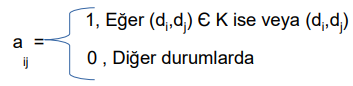 1, Eğer (di,dj) Є K ise veya (di,dj)
a ij =
0 , Diğer durumlarda